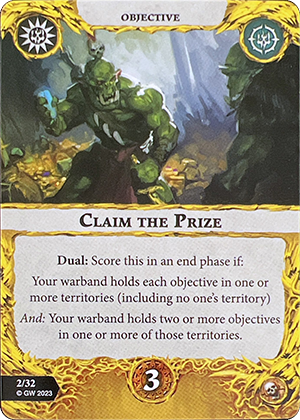 OBJECTIVE
CLAIM THE PRIZE
Dual: Score this in an end phase if:
Your warband holds each objective in one or
more territories (including no one's territory)
And: Your warband holds two or more objectives
in one or more of those territories.
2/32
© GW 2023
3